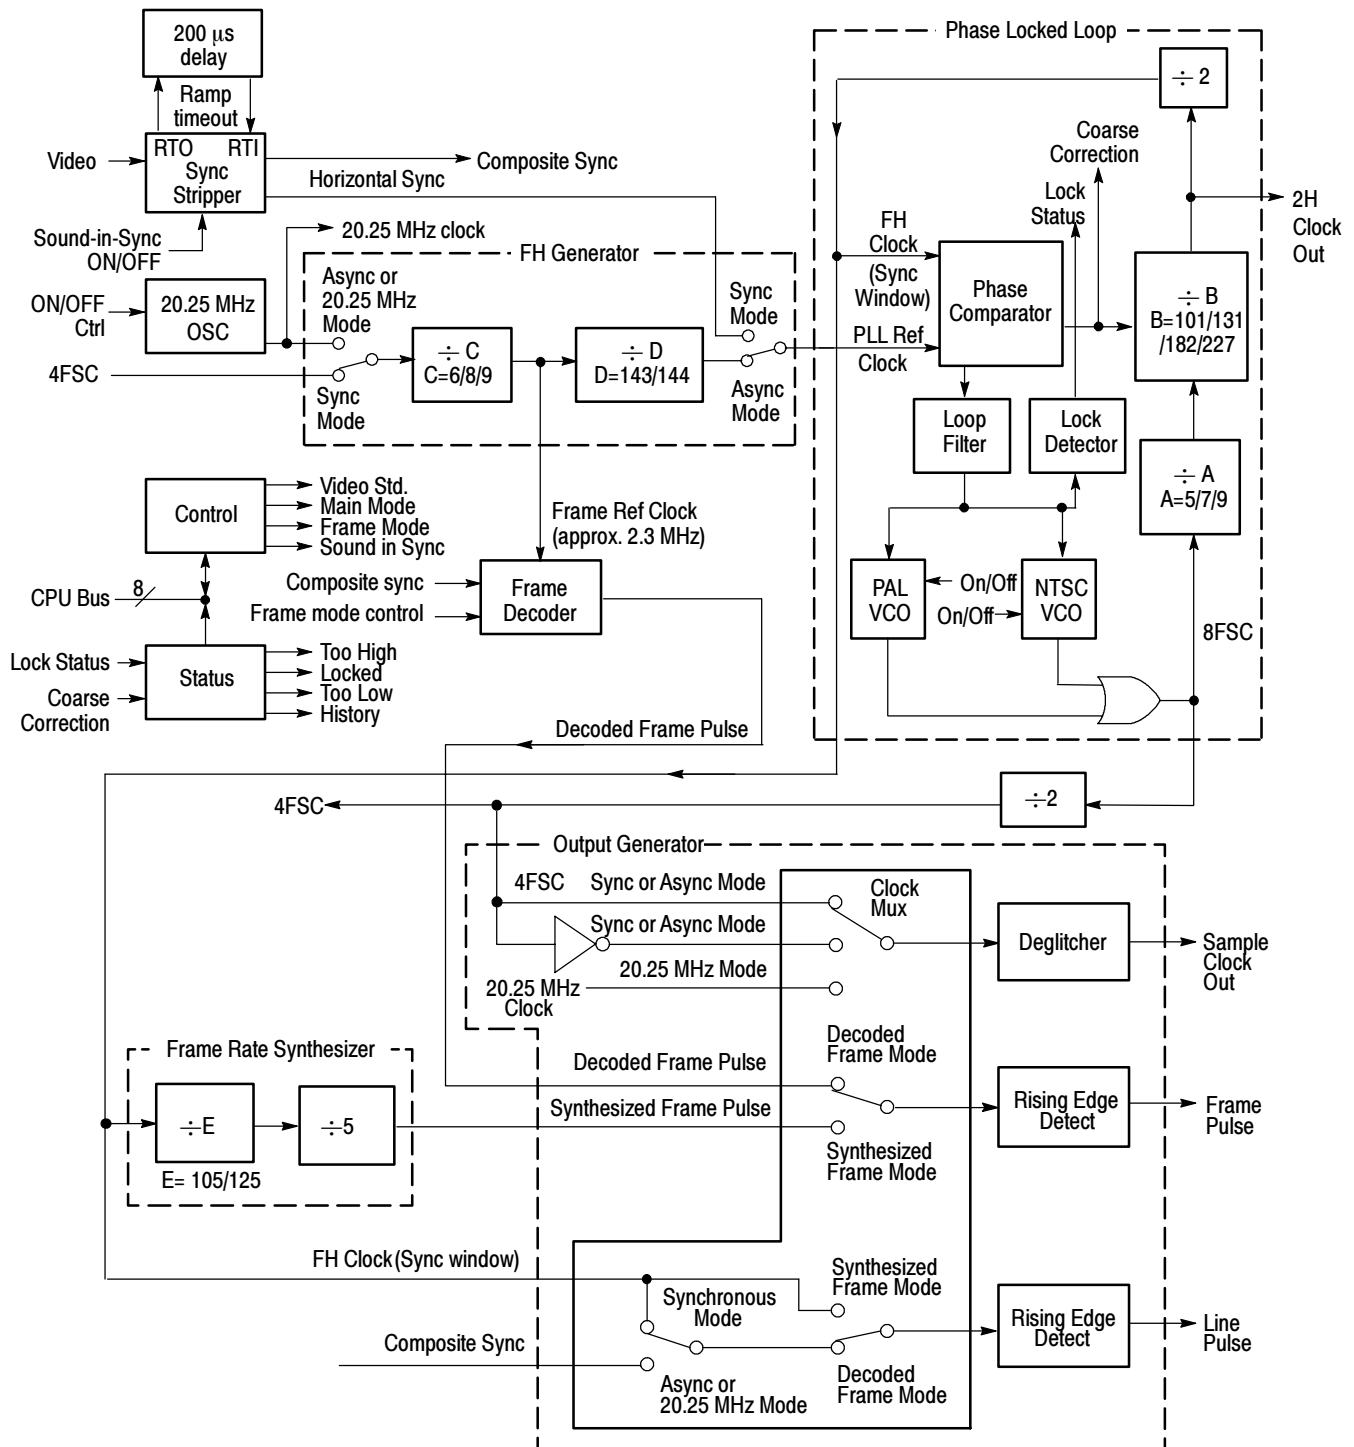 200 μs
delay
Ramp
timeout
RTO RTI
Sync
Stripper
Video
Composite Sync
Horizontal Sync
Sound-in-Sync
ON/OFF
20.25 MHz clock
ON/OFF
Ctrl
20.25 MHz
OSC
4FSC
FH Generator
Async or
20.25 MHz
Mode
Sync
Mode
÷ C
C=6/8/9
÷ D
D=143/144
Sync
Mode
Async
Mode
Phase Locked Loop
÷ 2
Coarse
Correction
Lock
Status
2H
Clock
Out
FH
Clock
(Sync
Window)
PLL Ref
Clock
Phase
Comparator
÷ B
B=101/131
/182/227
Loop
Filter
Lock
Detector
÷ A
A=5/7/9
PAL
VCO
On/Off
On/Off
NTSC
VCO
8FSC
Control
Video Std.
Main Mode
Frame Mode
Sound in Sync
CPU Bus
8
Lock Status
Coarse
Correction
Status
Too High
Locked
Too Low
History
Frame Ref Clock
(approx. 2.3 MHz)
Composite sync
Frame mode control
Frame
Decoder
Decoded Frame Pulse
4FSC
÷2
Output Generator
4FSC
Sync or Async Mode
Sync or Async Mode
20.25 MHz Mode
20.25 MHz
Clock
Clock
Mux
Deglitcher
Sample
Clock
Out
Decoded
Frame Mode
Decoded Frame Pulse
Synthesized Frame Pulse
Synthesized
Frame Mode
Rising Edge
Detect
Frame
Pulse
Frame Rate Synthesizer
÷E
÷5
E= 105/125
FH Clock (Sync window)
Synchronous
Mode
Composite Sync
Async or
20.25 MHz Mode
Synthesized
Frame Mode
Decoded
Frame Mode
Rising Edge
Detect
Line
Pulse